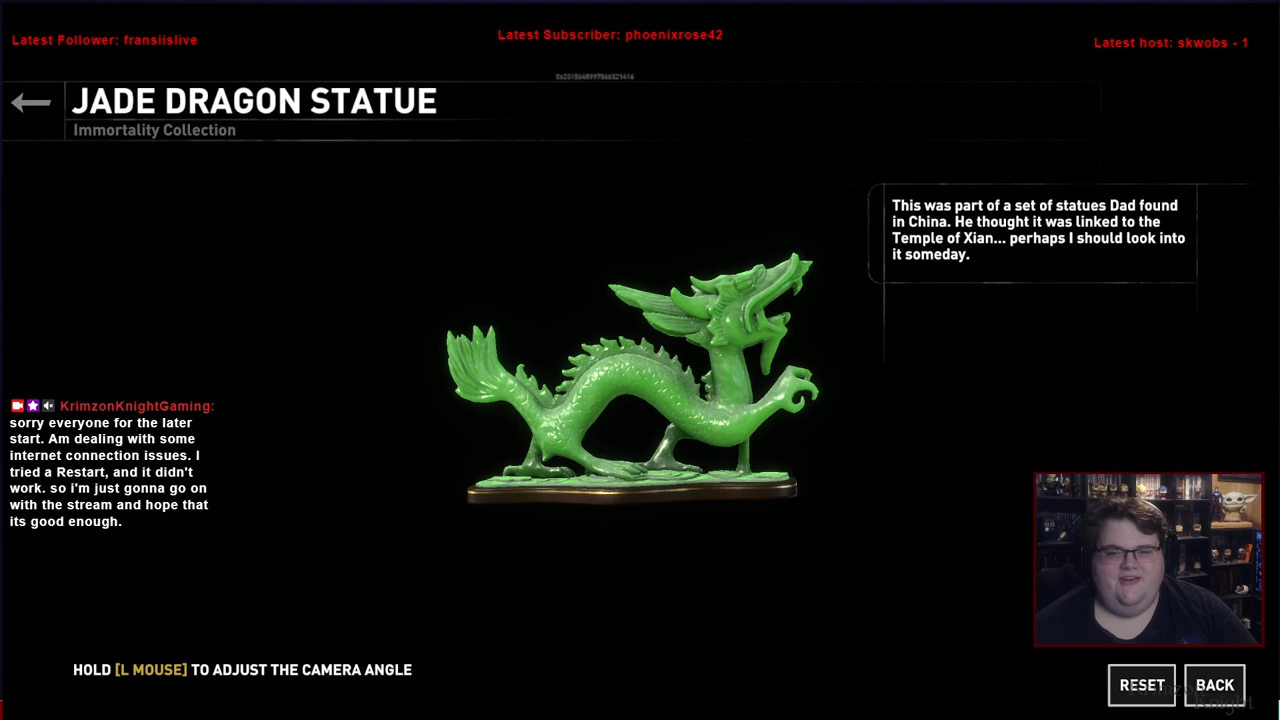 Latest Follower: fransiislive
Latest Subscriber: phoenixrose42
Latest host: skwobs - 1
JADE DRAGON STATUE
Immortality Collection
This was part of a set of statues Dad found
in China. He thought it was linked to the
Temple of Xian... perhaps I should look into
it someday.
KrimzonKnightGaming:
sorry everyone for the later
start. Am dealing with some
internet connection issues. I
tried a Restart, and it didn't
work. so i'm just gonna go on
with the stream and hope that
its good enough.
HOLD [L MOUSE] TO ADJUST THE CAMERA ANGLE
RESET
BACK